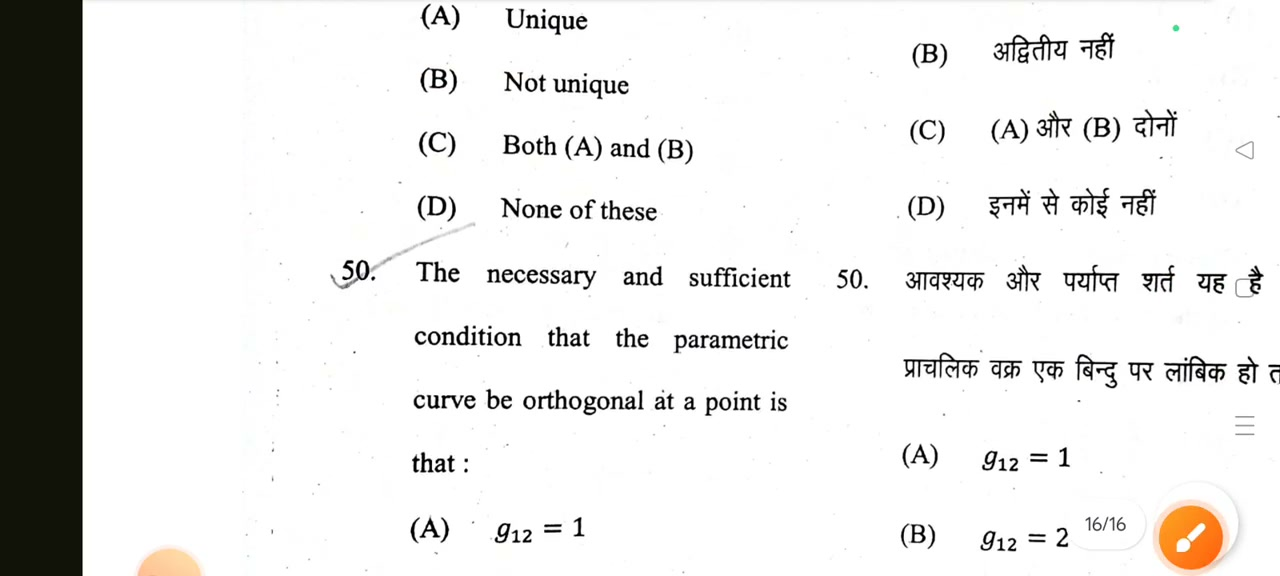 (A) Unique
(B) Not unique
(C) Both (A) and (B)
(D) None of these
50. The necessary and sufficient
condition that the parametric
curve be orthogonal at a point is
that :
(A) g₁₂ = 1
(B) अद्वितीय नहीं
(C) (A) और (B) दोनों
(D) इनमें से कोई नहीं
50. आवश्यक और पर्याप्त शर्त यह है
प्राचलिक वक्र एक बिन्दु पर लांबिक हो
(A) g₁₂ = 1
(B) g₁₂ = 2
16/16